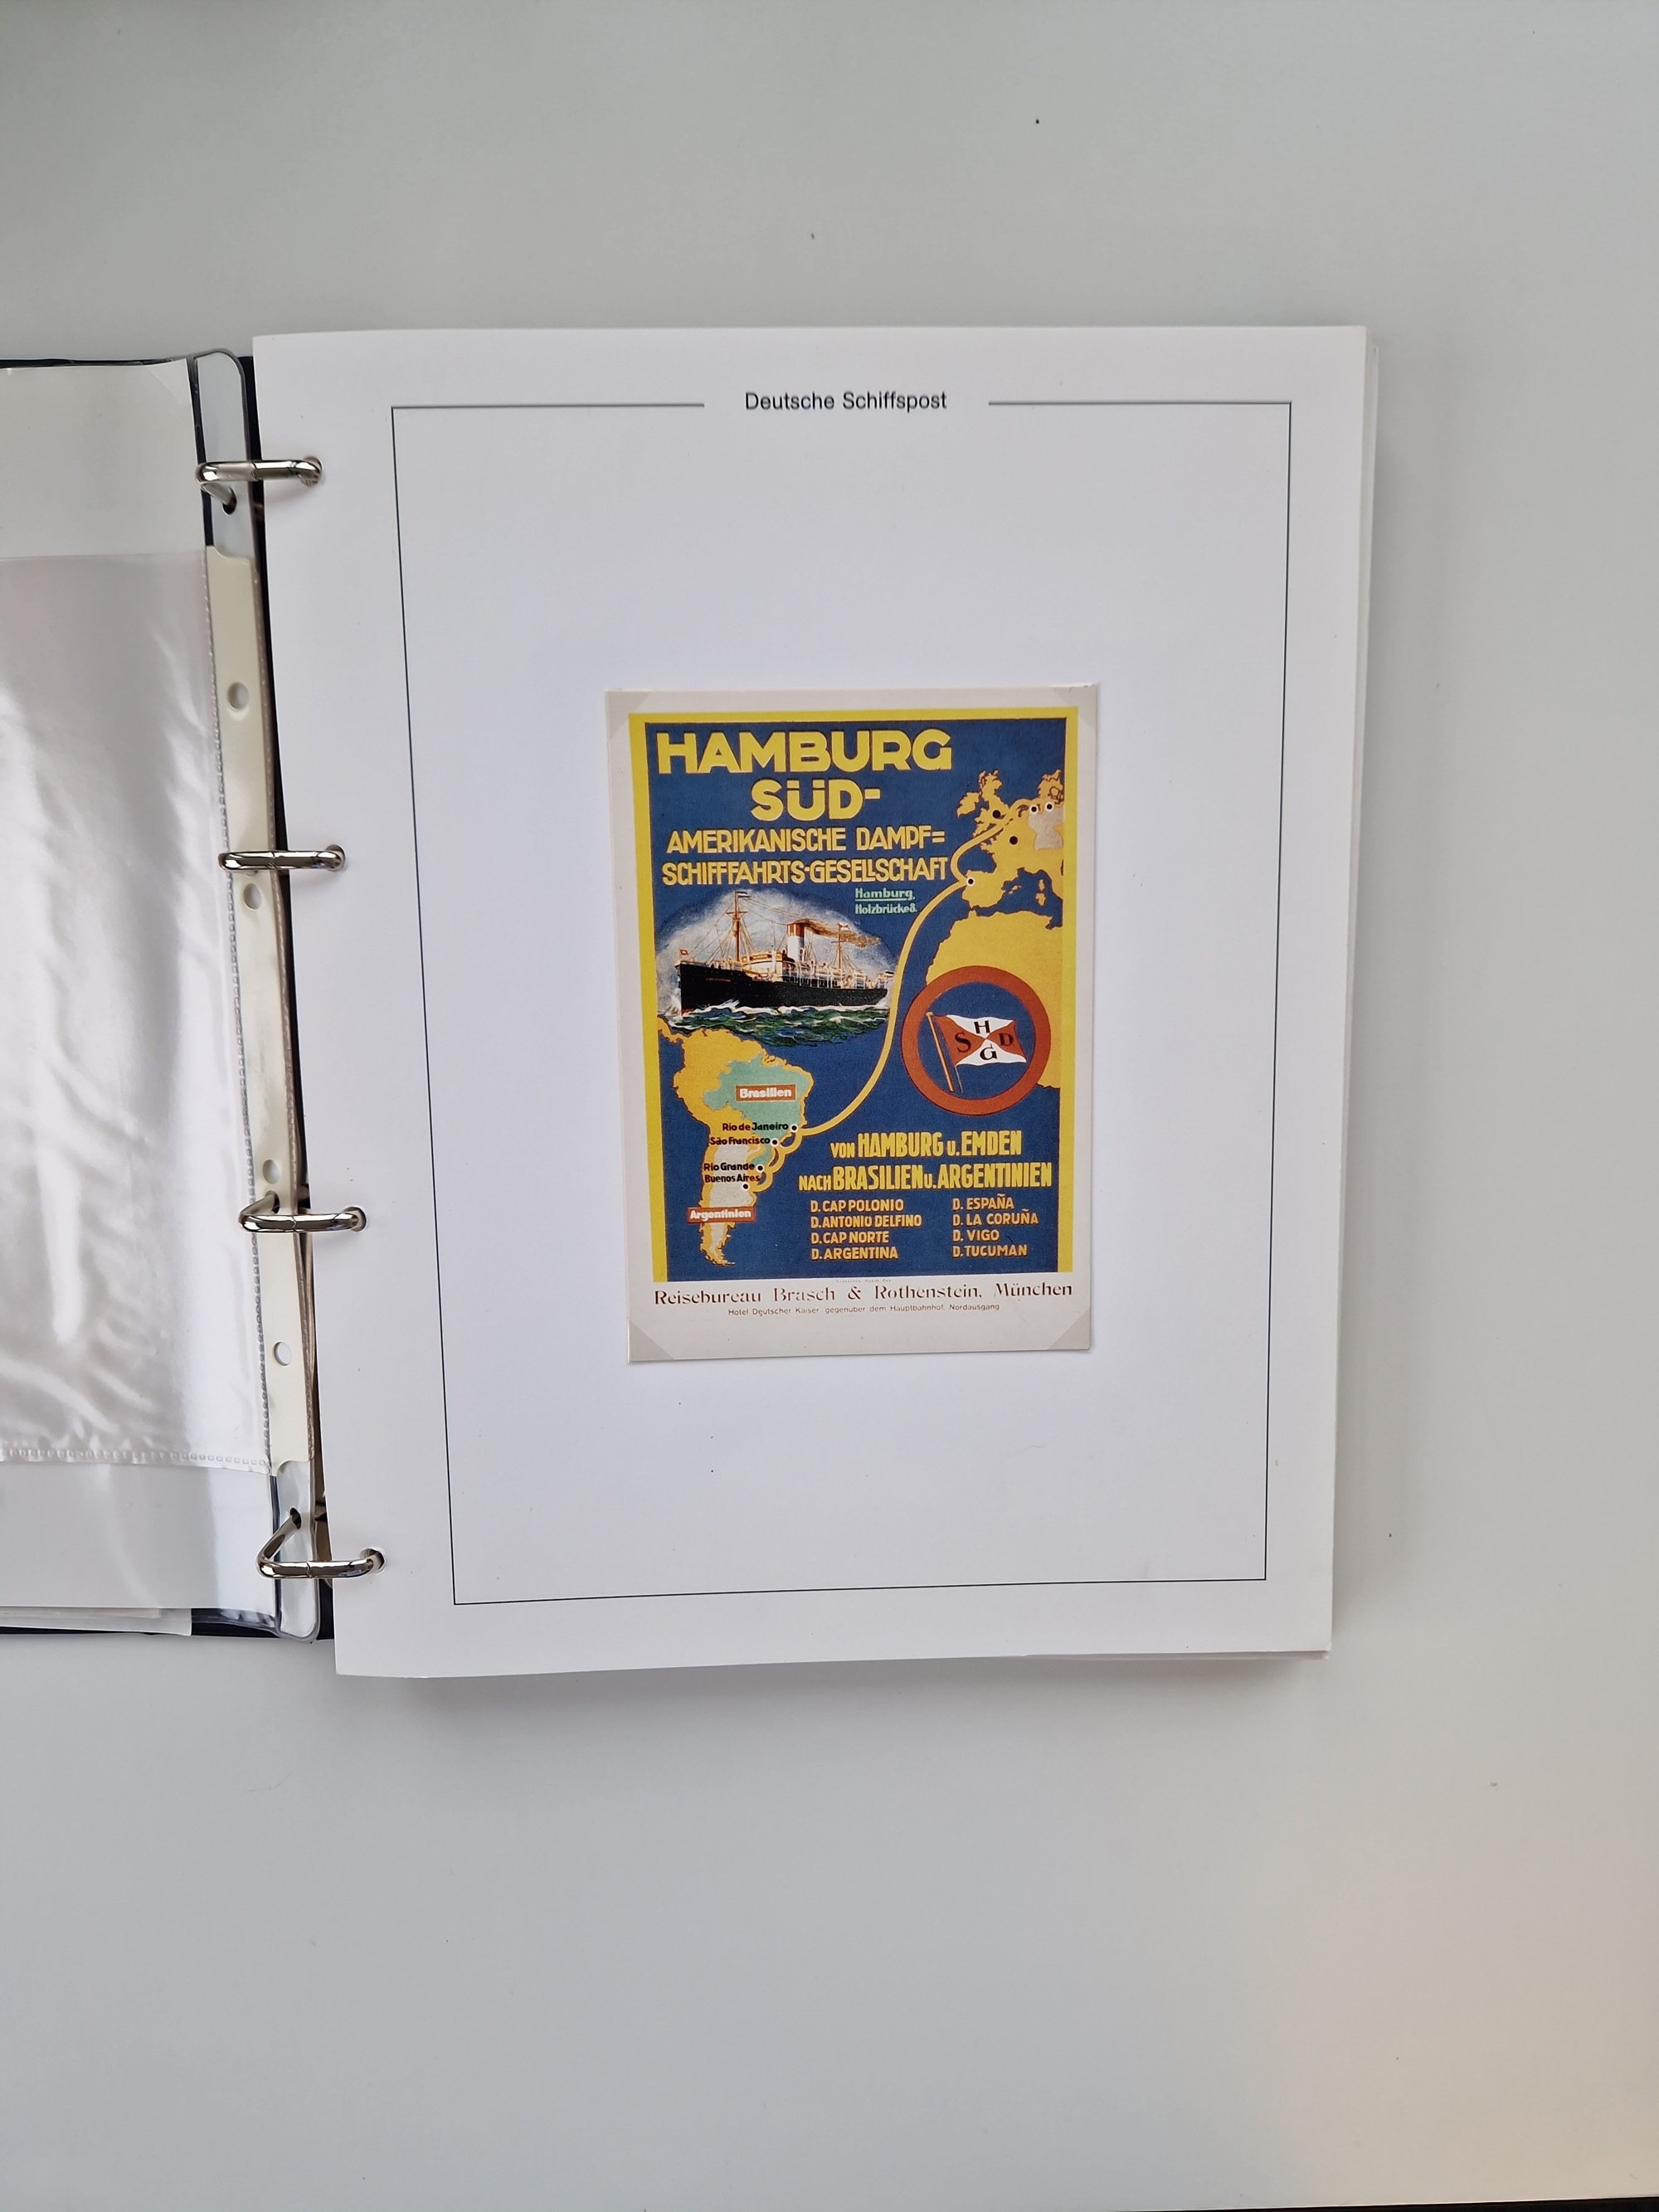 Deutsche Schiffspost
HAMBURG
SÜD-
AMERIKANISCHE DAMPF=
SCHIFFFAHRTS-GESELLSCHAFT
Hamburg,
Holzbrücke 8.
H
S D
G
Brasilien
Rio de Janeiro
São Francisco
Rio Grande
Buenos Aires
Argentinien
VON HAMBURG U. EMDEN
NACH BRASILIEN U. ARGENTINIEN
D. CAP POLONIO
D. ANTONIO DELFINO
D. CAP NORTE
D. ARGENTINA
D. ESPAÑA
D. LA CORUÑA
D. VIGO
D. TUCUMAN
Reisebureau Brasch & Rothenstein, München
Hotel Deutscher Kaiser gegenüber dem Hauptbahnhof, Nordausgang